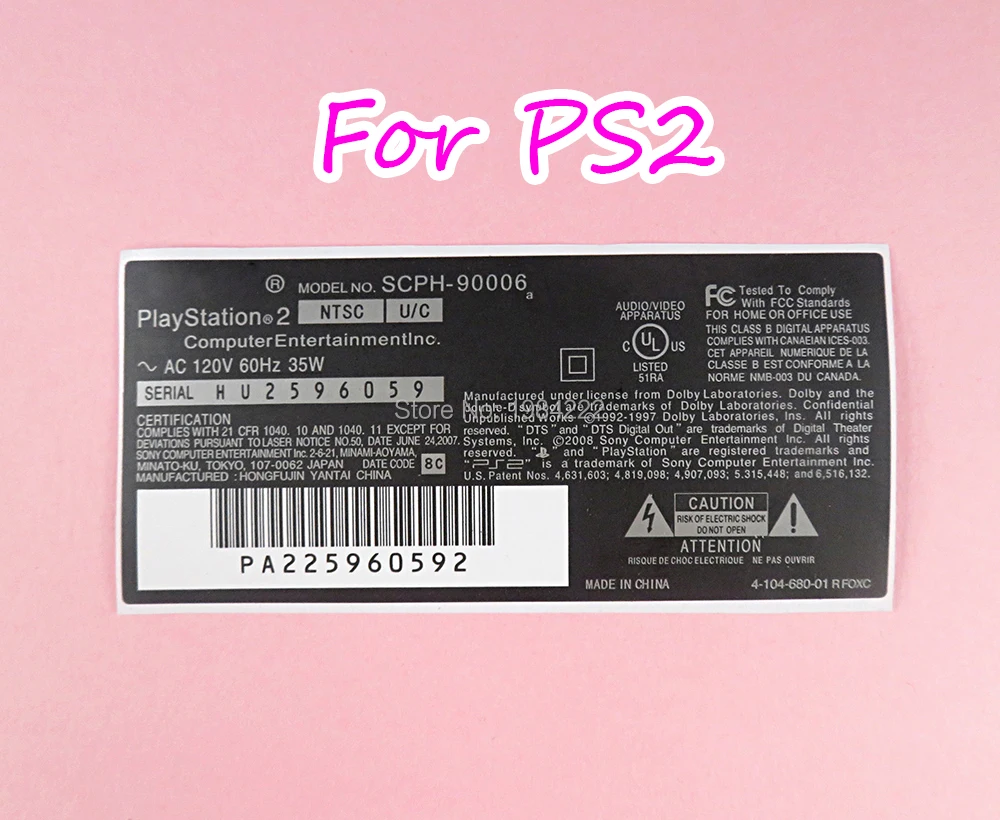 For PS2
® MODEL NO. SCPH-90006 a
PlayStation®2 NTSC U/C
ComputerEntertainmentInc.
~ AC 120V 60Hz 35W
SERIAL HU2596059
CERTIFICATION
COMPLIES WITH 21 CFR 1040. 10 AND 1040. 11 EXCEPT FOR
DEVIATIONS PURSUANT TO LASER NOTICE NO.50, DATE JUNE 24,2007.
SONY COMPUTER ENTERTAINMENT Inc. 2-6-21, MINAMI-AOYAMA,
MINATO-KU, TOKYO, 107-0062 JAPAN DATE CODE 8C
MANUFACTURED : HONGFUJIN YANTAI CHINA
PA225960592
AUDIO/VIDEO
APPARATUS
C UL US
LISTED
51RA
FC Tested To Comply
With FCC Standards
FOR HOME OR OFFICE USE
THIS CLASS B DIGITAL APPARATUS
COMPLIES WITH CANAEIAN ICES-003.
CET APPAREIL NUMERIQUE DE LA
CLASSE B EST CONFORME A LA
NORME NMB-003 DU CANADA.
Manufactured under license from Dolby Laboratories. Dolby and the
double-D symbol are trademarks of Dolby Laboratories. Confidential
Unpublished Works. 1992-1997 Dolby Laboratories, Inc. All rights
reserved. "DTS" and "DTS Digital Out" are trademarks of Digital Theater
Systems, Inc. ©2008 Sony Computer Entertainment Inc. All rights
reserved. " " and "PlayStation" are registered trademarks and
"PS2" is a trademark of Sony Computer Entertainment Inc.
U.S. Patent Nos. 4,631,603; 4,819,098; 4,907,093; 5.315,448; and 6,516,132.
Store No:
CAUTION
RISK OF ELECTRIC SHOCK
DO NOT OPEN
ATTENTION
RISQUE DE CHOC ELECTRIQUE NE PAS OUVRIR
MADE IN CHINA 4-104-680-01 R FOXC